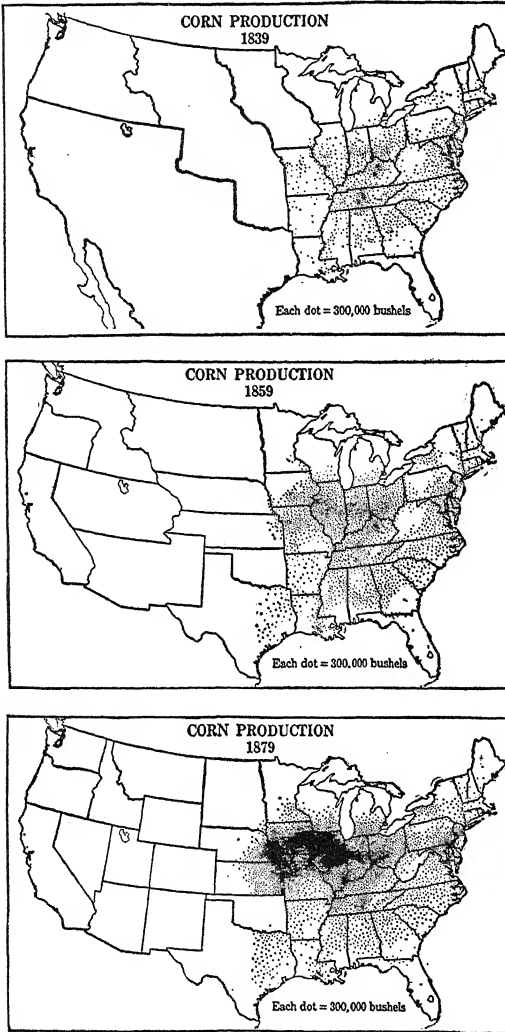 CORN PRODUCTION
1839
Each dot = 300,000 bushels
CORN PRODUCTION
1859
Each dot = 300,000 bushels
CORN PRODUCTION
1879
Each dot = 300,000 bushels